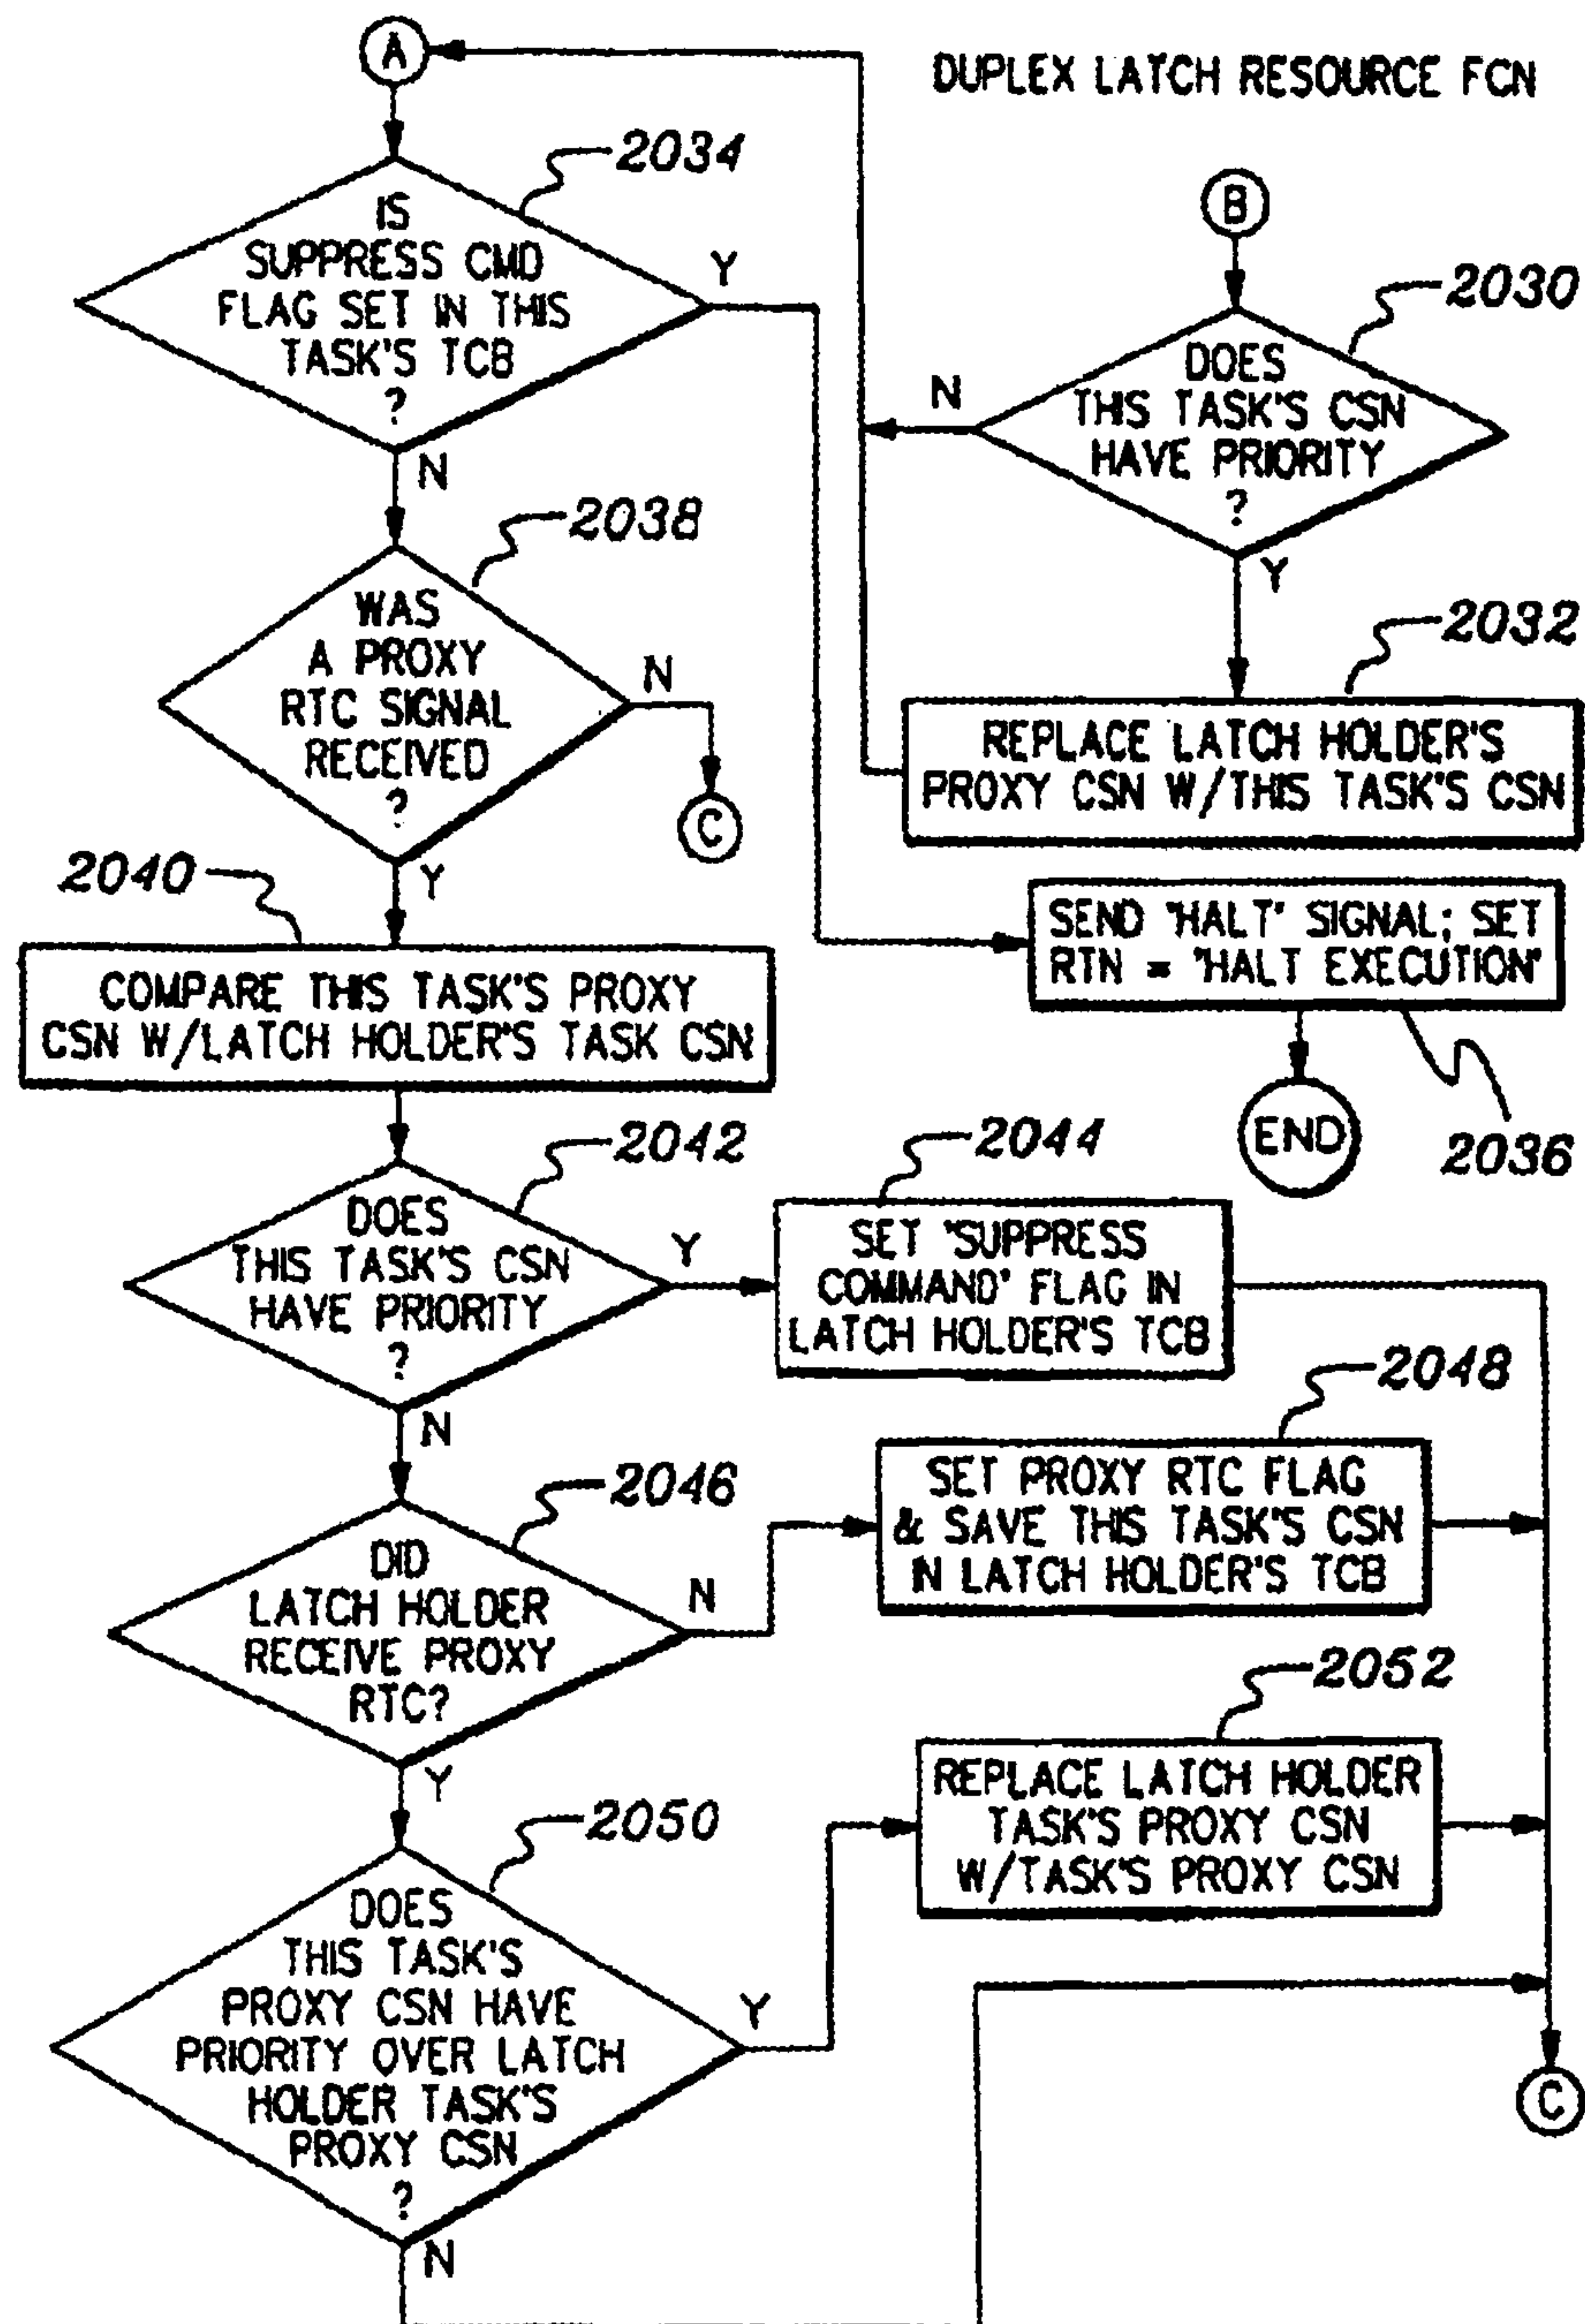 A
DUPLEX LATCH RESOURCE FCN
2034
IS
SUPPRESS CMD
FLAG SET IN THIS
TASK'S TCB
?
Y
N
B
2030
DOES
THIS TASK'S CSN
HAVE PRIORITY
?
N
Y
2032
REPLACE LATCH HOLDER'S
PROXY CSN W/THIS TASK'S CSN
2038
WAS
A PROXY
RTC SIGNAL
RECEIVED
?
N
C
Y
2036
SEND 'HALT' SIGNAL; SET
RTN = 'HALT EXECUTION'
END
2040
COMPARE THIS TASK'S PROXY
CSN W/LATCH HOLDER'S TASK CSN
2042
DOES
THIS TASK'S CSN
HAVE PRIORITY
?
Y
N
2044
SET 'SUPPRESS
COMMAND' FLAG IN
LATCH HOLDER'S TCB
2046
DID
LATCH HOLDER
RECEIVE PROXY
RTC?
N
Y
2048
SET PROXY RTC FLAG
& SAVE THIS TASK'S CSN
IN LATCH HOLDER'S TCB
2050
DOES
THIS TASK'S
PROXY CSN HAVE
PRIORITY OVER LATCH
HOLDER TASK'S
PROXY CSN
?
Y
N
2052
REPLACE LATCH HOLDER
TASK'S PROXY CSN
W/TASK'S PROXY CSN
C